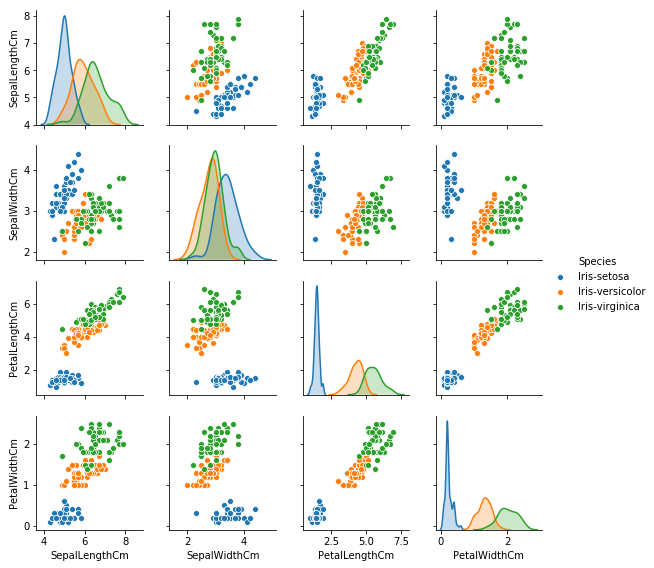 8
7
6
5
4
SepalLengthCm
4
3
2
SepalWidthCm
Species
Iris-setosa
Iris-versicolor
Iris-virginica
6
4
2
PetalLengthCm
2
1
0
PetalWidthCm
4 6 8
2 4
2.5 5.0 7.5
0 2
SepalLengthCm
SepalWidthCm
PetalLengthCm
PetalWidthCm